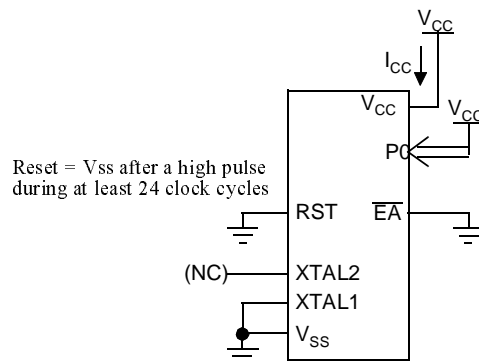 VCC
ICC
VCC
VCC
P0
Reset = Vss after a high pulse
during at least 24 clock cycles
RST
EA
(NC)
XTAL2
XTAL1
VSS